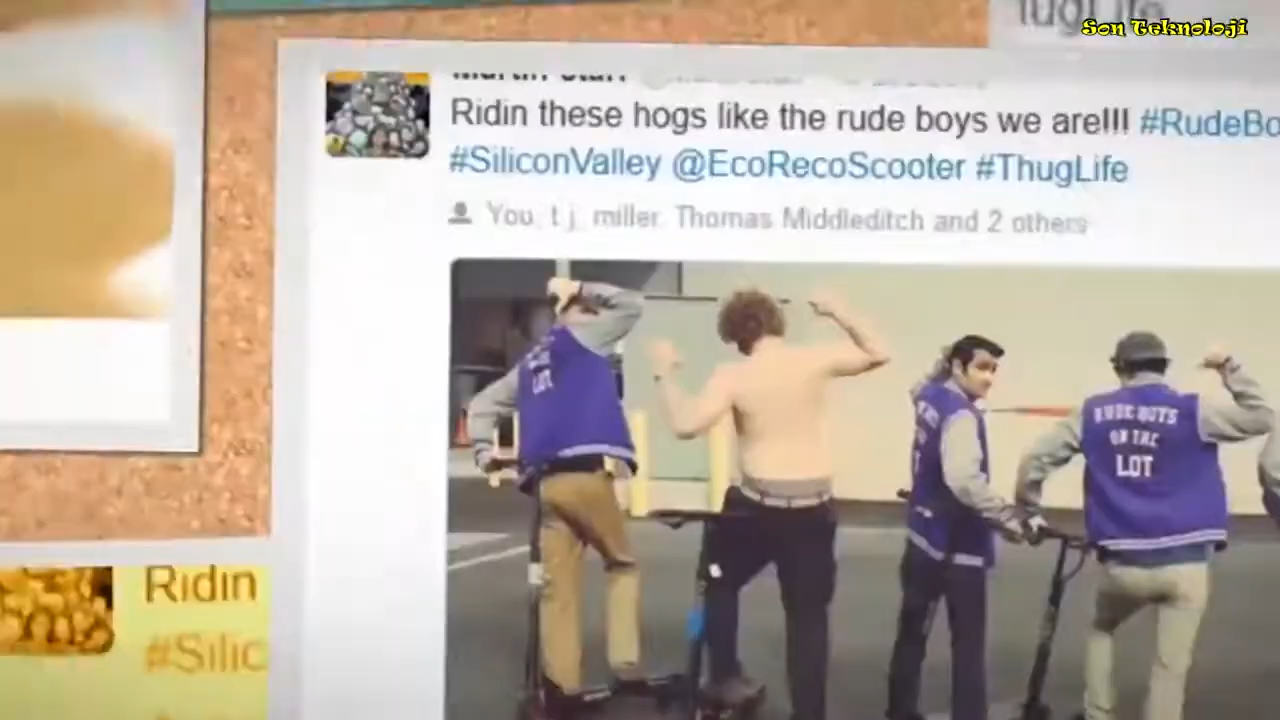 Son Teknoloji
Ridin these hogs like the rude boys we are!!! #RudeBo
#SiliconValley @EcoRecoScooter #ThugLife
You, t.j. miller, Thomas Middleditch and 2 others
LOT
RUDE BOYS
ON THE
LOT
Ridin
#Silic